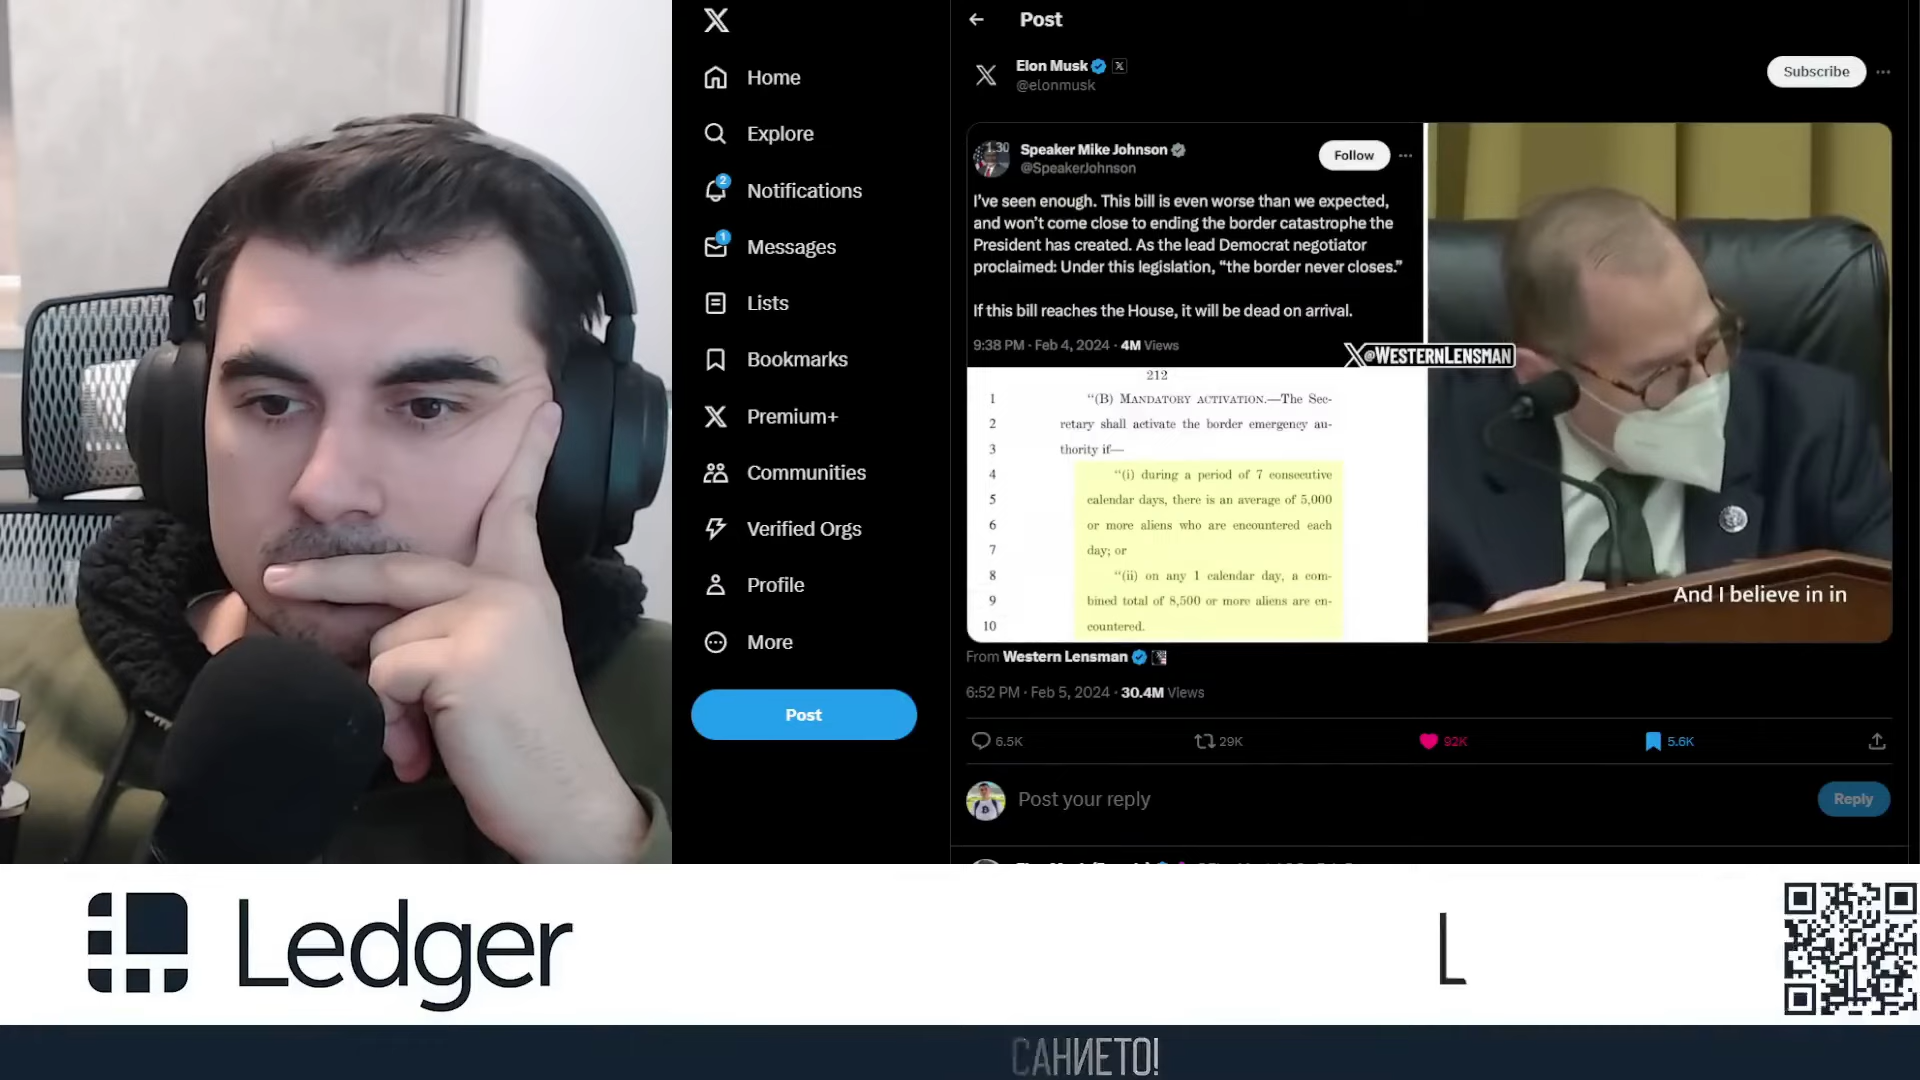 Home
Explore
2
Notifications
1
Messages
Lists
Bookmarks
Premium+
Communities
Verified Orgs
Profile
More
Post
Post
Elon Musk
@elonmusk
Subscribe
Speaker Mike Johnson
@SpeakerJohnson
Follow
I've seen enough. This bill is even worse than we expected,
and won't come close to ending the border catastrophe the
President has created. As the lead Democrat negotiator
proclaimed: Under this legislation, “the border never closes.”
If this bill reaches the House, it will be dead on arrival.
9:38 PM · Feb 4, 2024 · 4M Views
X@WESTERNLENSMAN
212
1 “(B) MANDATORY ACTIVATION.—The Sec-
2 retary shall activate the border emergency au-
3 thority if—
4 “(i) during a period of 7 consecutive
5 calendar days, there is an average of 5,000
6 or more aliens who are encountered each
7 day; or
8 “(ii) on any 1 calendar day, a com-
9 bined total of 8,500 or more aliens are en-
10 countered.
And I believe in in
From Western Lensman
6:52 PM · Feb 5, 2024 · 30.4M Views
6.5K 29K 92K 5.6K
Post your reply
Reply
Ledger
L
САНИЕТО!